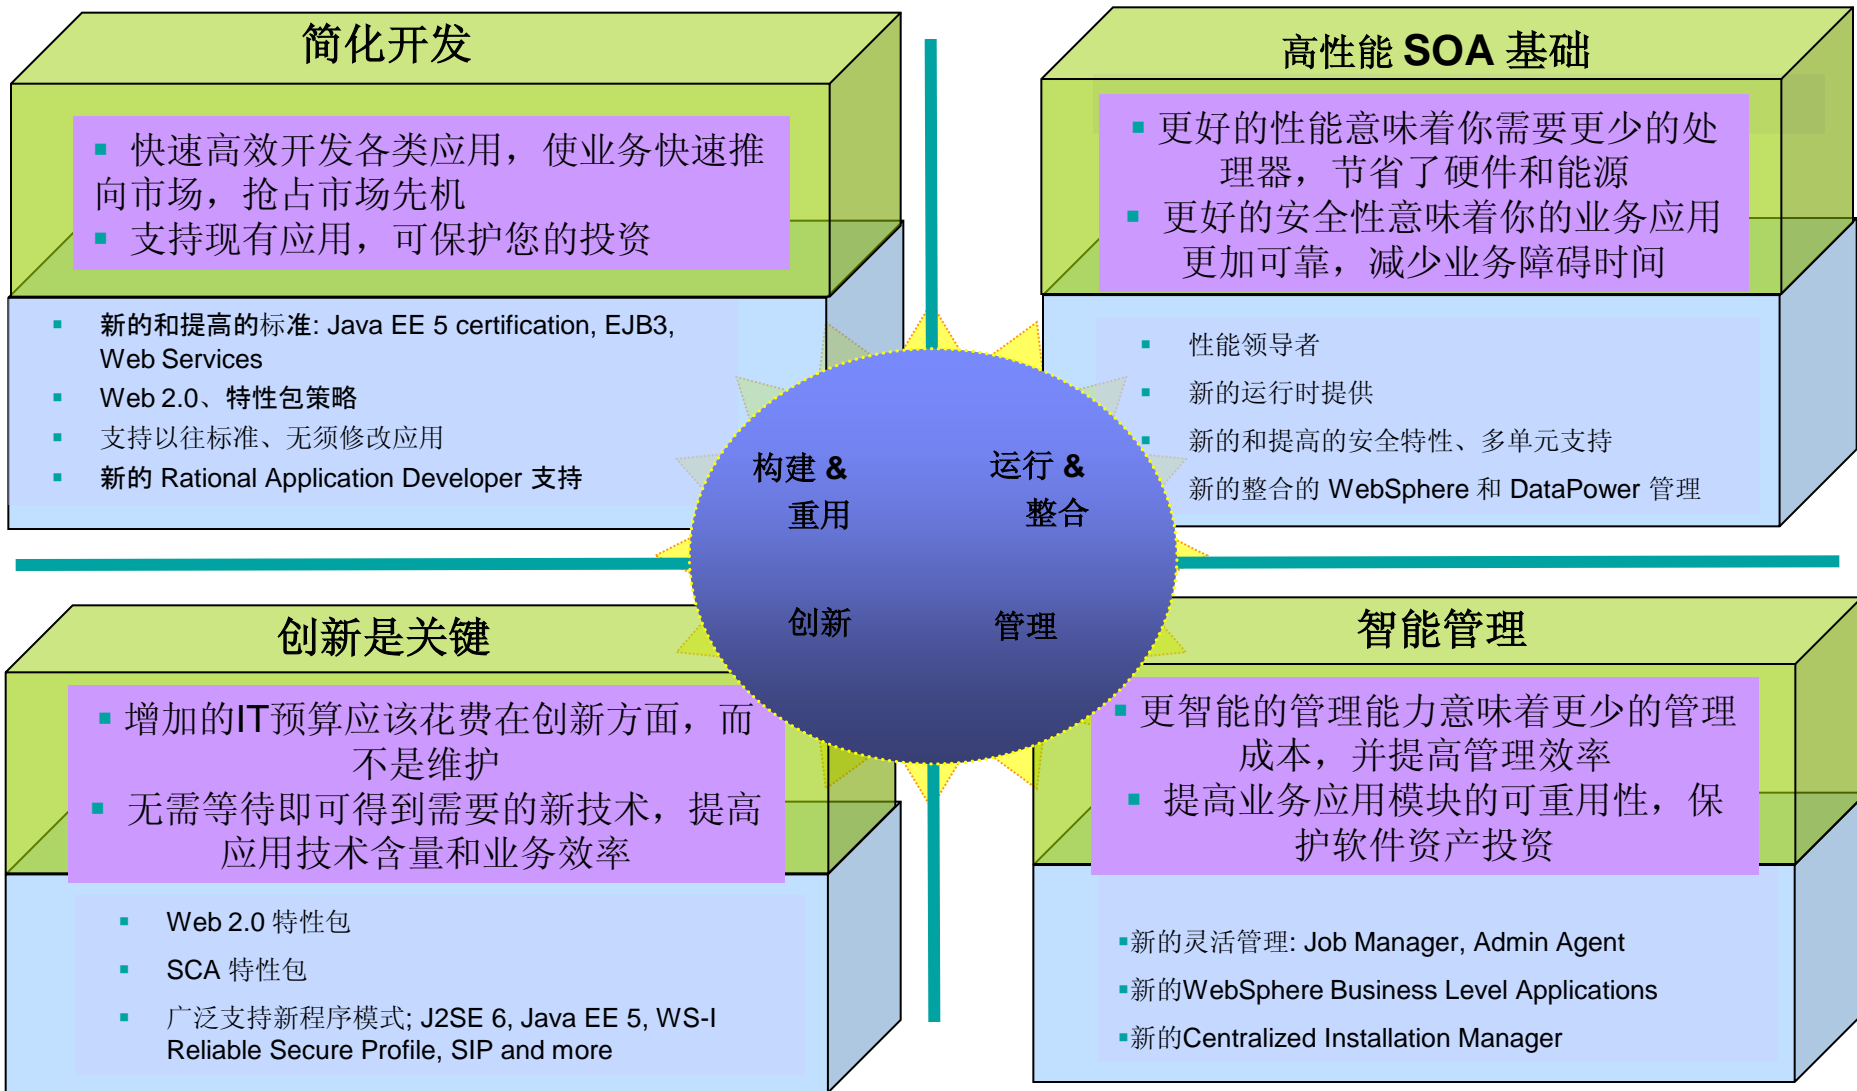 简化开发
▪ 快速高效开发各类应用，使业务快速推
向市场，抢占市场先机
▪ 支持现有应用，可保护您的投资
▪ 新的和提高的标准: Java EE 5 certification, EJB3,
Web Services
▪ Web 2.0、特性包策略
▪ 支持以往标准、无须修改应用
▪ 新的 Rational Application Developer 支持
高性能 SOA 基础
▪ 更好的性能意味着你需要更少的处
理器，节省了硬件和能源
▪ 更好的安全性意味着你的业务应用
更加可靠，减少业务障碍时间
▪ 性能领导者
▪ 新的运行时提供
▪ 新的和提高的安全特性、多单元支持
新的整合的 WebSphere 和 DataPower 管理
构建 &
重用
运行 &
整合
创新
管理
创新是关键
▪ 增加的IT预算应该花费在创新方面，而
不是维护
▪ 无需等待即可得到需要的新技术，提高
应用技术含量和业务效率
▪ Web 2.0 特性包
▪ SCA 特性包
▪ 广泛支持新程序模式; J2SE 6, Java EE 5, WS-I
Reliable Secure Profile, SIP and more
智能管理
▪ 更智能的管理能力意味着更少的管理
成本，并提高管理效率
▪ 提高业务应用模块的可重用性，保
护软件资产投资
▪新的灵活管理: Job Manager, Admin Agent
▪新的WebSphere Business Level Applications
▪新的Centralized Installation Manager